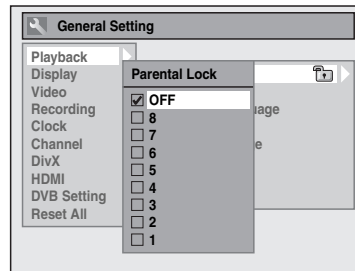 General Setting
Playback
Display
Video
Recording
Clock
Channel
DivX
HDMI
DVB Setting
Reset All
Parental Lock
OFF
8
7
6
5
4
3
2
1